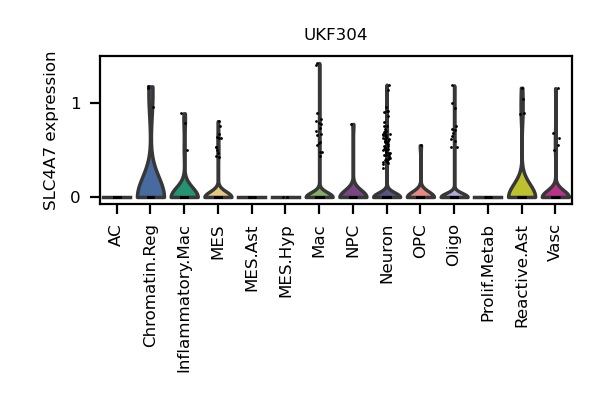 UKF304
SLC4A7 expression
1
0
AC
Chromatin.Reg
Inflammatory.Mac
MES
MES.Ast
MES.Hyp
Mac
NPC
Neuron
OPC
Oligo
Prolif.Metab
Reactive.Ast
Vasc